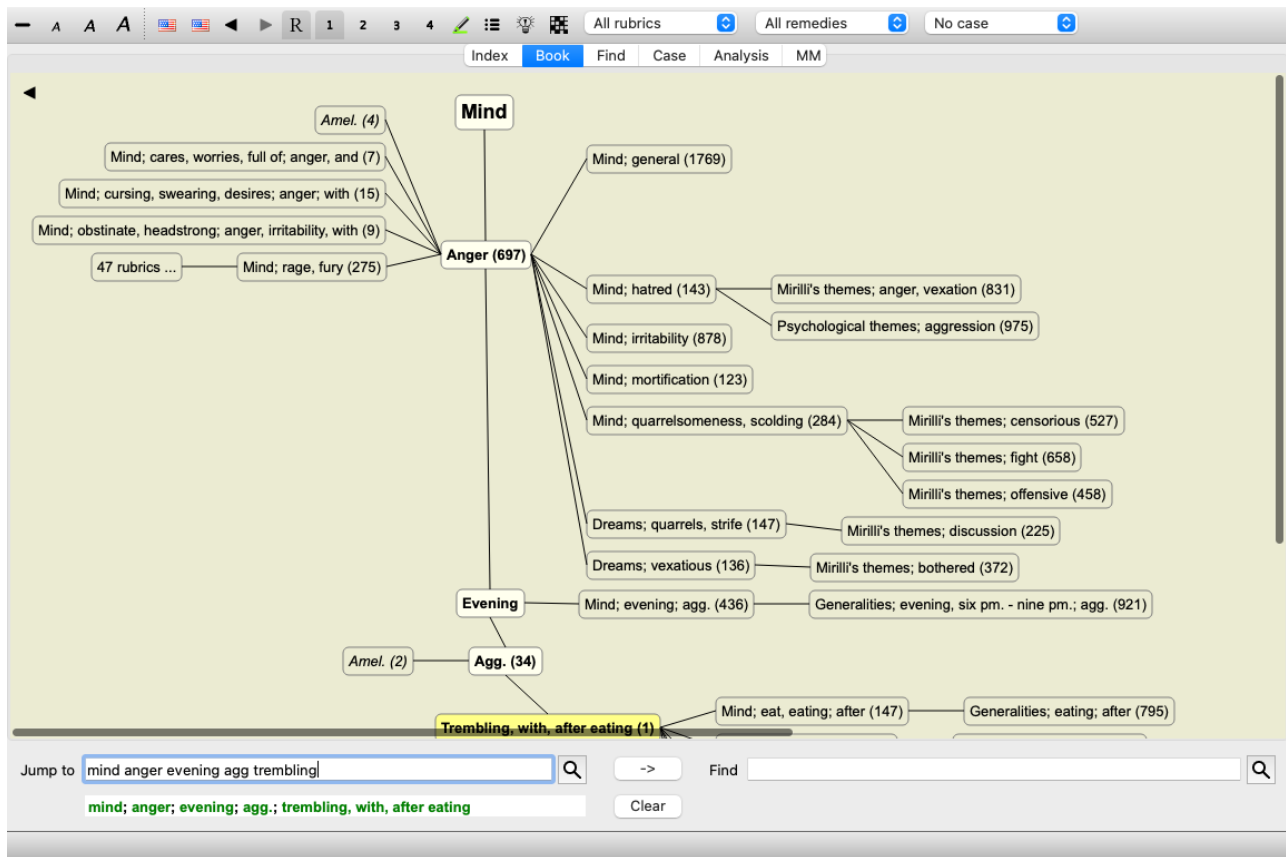 A A A R 1 2 3 4 All rubrics All remedies No case
Index Book Find Case Analysis MM
Mind
Amel. (4)
Mind; cares, worries, full of; anger, and (7)
Mind; general (1769)
Mind; cursing, swearing, desires; anger; with (15)
Mind; obstinate, headstrong; anger, irritability, with (9)
Anger (697)
47 rubrics ... Mind; rage, fury (275)
Mind; hatred (143) Mirilli's themes; anger, vexation (831)
Psychological themes; aggression (975)
Mind; irritability (878)
Mind; mortification (123)
Mind; quarrelsomeness, scolding (284) Mirilli's themes; censorious (527)
Mirilli's themes; fight (658)
Mirilli's themes; offensive (458)
Dreams; quarrels, strife (147) Mirilli's themes; discussion (225)
Dreams; vexatious (136) Mirilli's themes; bothered (372)
Evening Mind; evening; agg. (436) Generalities; evening, six pm. - nine pm.; agg. (921)
Amel. (2) Agg. (34)
Mind; eat, eating; after (147) Generalities; eating; after (795)
Trembling, with, after eating (1)
Jump to mind anger evening agg trembling -> Find
mind; anger; evening; agg.; trembling, with, after eating Clear